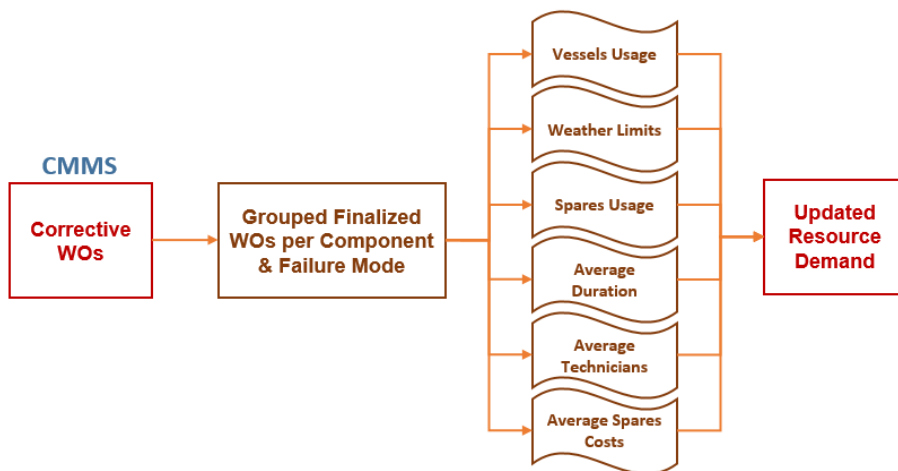 CMMS
Corrective
WOs
Grouped Finalized
WOs per Component
& Failure Mode
Vessels Usage
Weather Limits
Spares Usage
Average
Duration
Average
Technicians
Average Spares
Costs
Updated
Resource
Demand